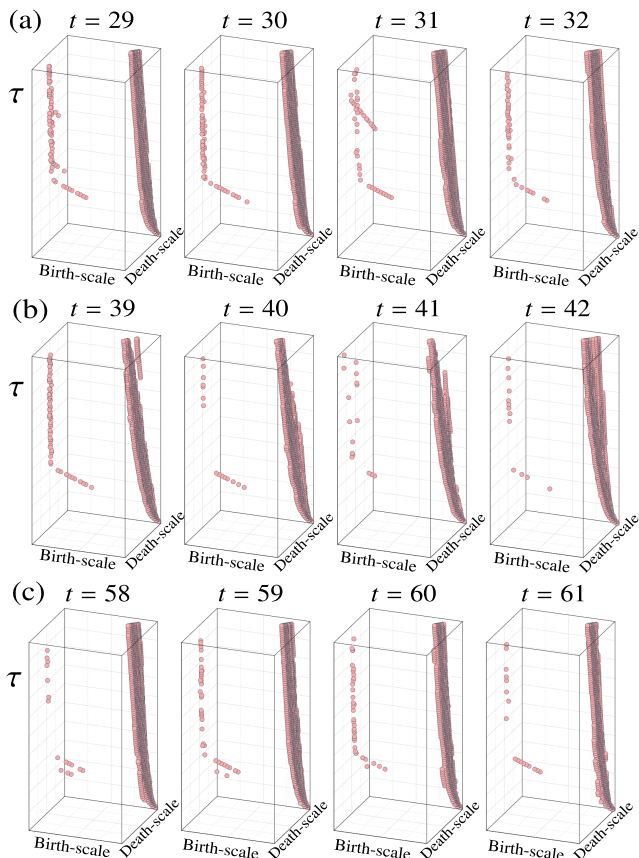 (a) t = 29 t = 30 t = 31 t = 32
τ
Birth-scale Death-scale Birth-scale Death-scale Birth-scale Death-scale Birth-scale Death-scale
(b) t = 39 t = 40 t = 41 t = 42
τ
Birth-scale Death-scale Birth-scale Death-scale Birth-scale Death-scale Birth-scale Death-scale
(c) t = 58 t = 59 t = 60 t = 61
τ
Birth-scale Death-scale Birth-scale Death-scale Birth-scale Death-scale Birth-scale Death-scale